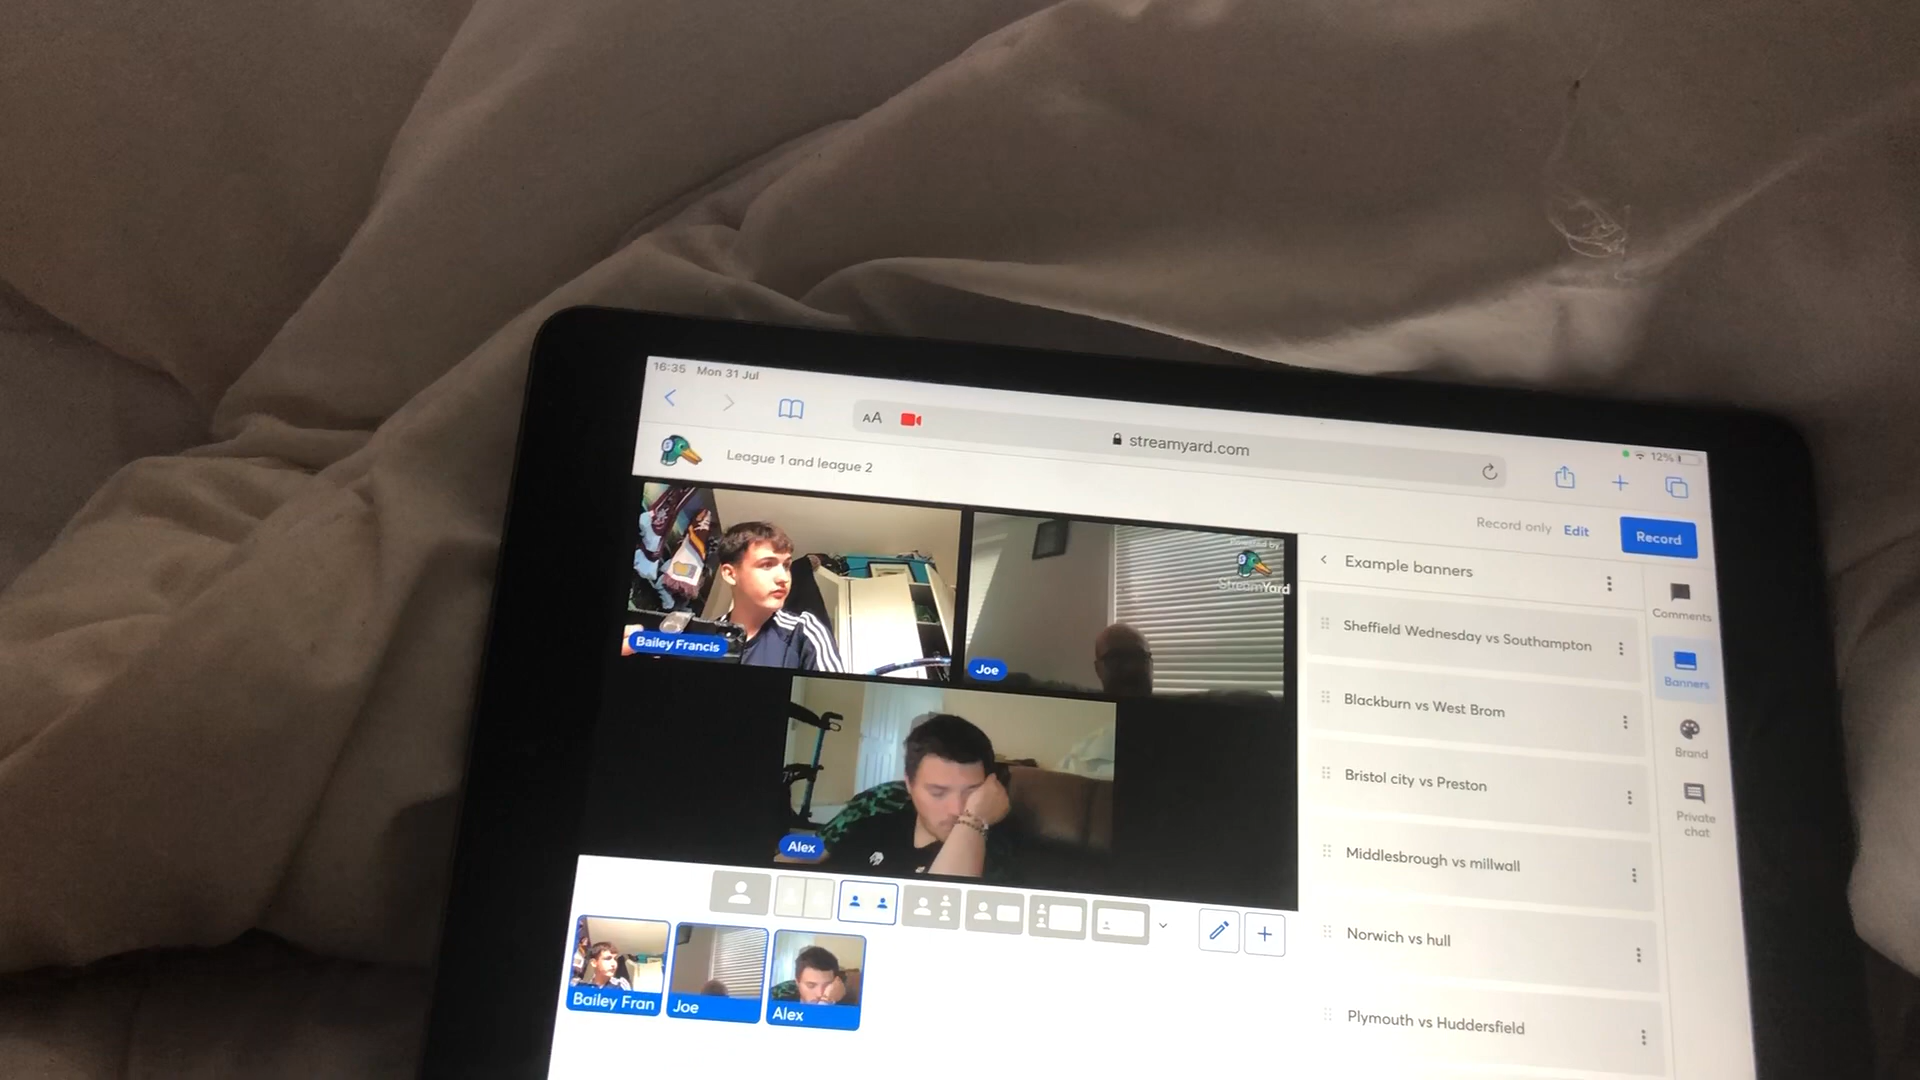 16:35 Mon 31 Jul
12%
AA
streamyard.com
League 1 and league 2
Record only Edit Record
Powered by
StreamYard
Bailey Francis
Joe
Alex
Example banners
Sheffield Wednesday vs Southampton
Blackburn vs West Brom
Bristol city vs Preston
Middlesbrough vs millwall
Norwich vs hull
Plymouth vs Huddersfield
Comments
Banners
Brand
Private
chat
Bailey Fran
Joe
Alex